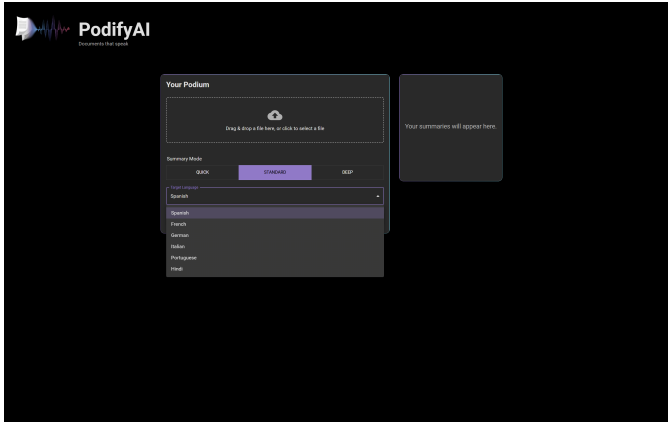 PodifyAI
Documents that speak
Your Podium
Drag & drop a file here, or click to select a file
Your summaries will appear here.
Summary Mode
QUICK
STANDARD
DEEP
Target Language
Spanish
Spanish
French
German
Italian
Portuguese
Hindi